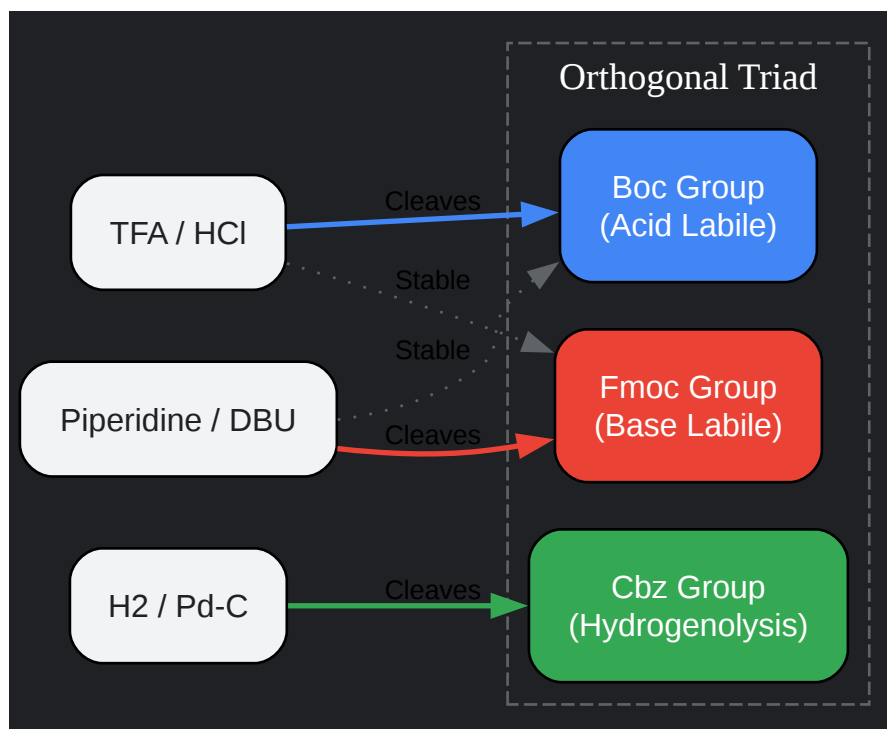 Orthogonal Triad
TFA / HCl
Cleaves
Boc Group
(Acid Labile)
Stable
Stable
Piperidine / DBU
Cleaves
Fmoc Group
(Base Labile)
H2 / Pd-C
Cleaves
Cbz Group
(Hydrogenolysis)